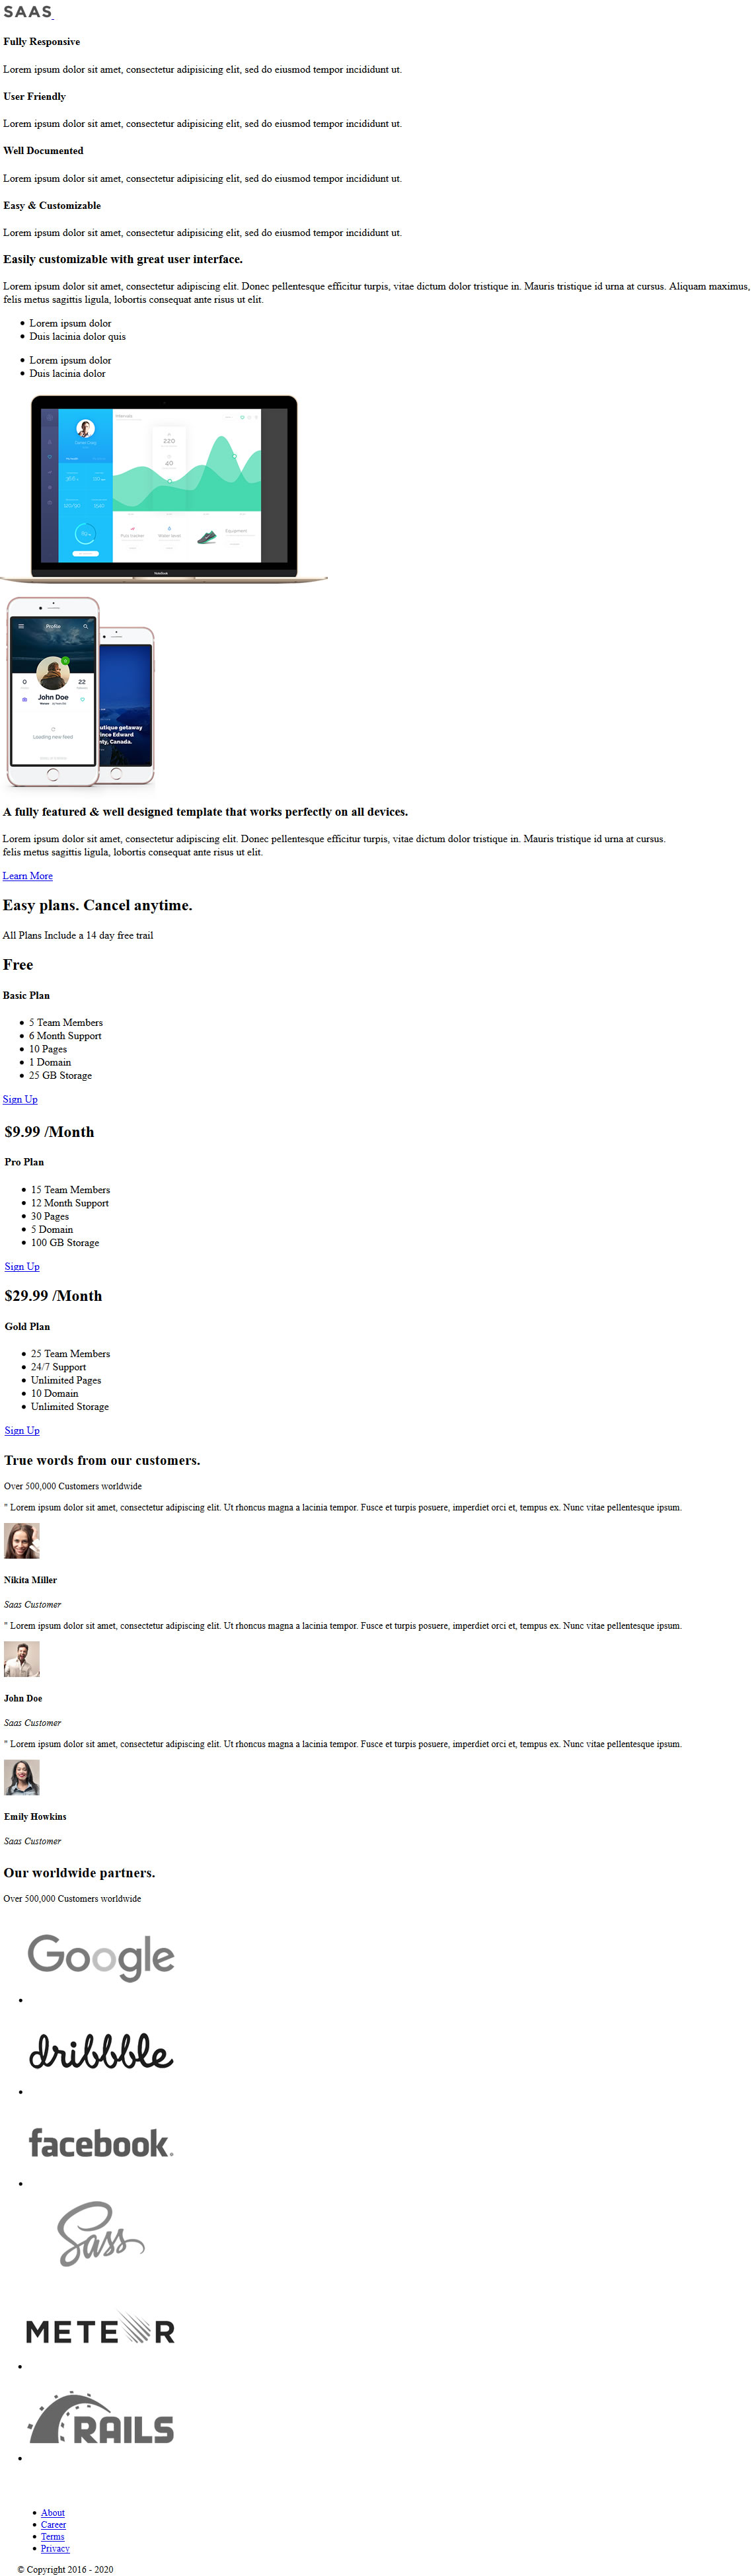 SAAS
Fully Responsive
Lorem ipsum dolor sit amet, consectetur adipisicing elit, sed do eiusmod tempor incididunt ut.
User Friendly
Lorem ipsum dolor sit amet, consectetur adipisicing elit, sed do eiusmod tempor incididunt ut.
Well Documented
Lorem ipsum dolor sit amet, consectetur adipisicing elit, sed do eiusmod tempor incididunt ut.
Easy & Customizable
Lorem ipsum dolor sit amet, consectetur adipisicing elit, sed do eiusmod tempor incididunt ut.
Easily customizable with great user interface.
Lorem ipsum dolor sit amet, consectetur adipiscing elit. Donec pellentesque efficitur turpis, vitae dictum dolor tristique in. Mauris tristique id urna at cursus. Aliquam maximus,
felis metus sagittis ligula, lobortis consequat ante risus ut elit.
Lorem ipsum dolor
Duis lacinia dolor quis
Lorem ipsum dolor
Duis lacinia dolor
220
40
Equipment
Profile
0
22
John Doe
Loading new feed
utique getaway
ince Edward
nty, Canada.
A fully featured & well designed template that works perfectly on all devices.
Lorem ipsum dolor sit amet, consectetur adipiscing elit. Donec pellentesque efficitur turpis, vitae dictum dolor tristique in. Mauris tristique id urna at cursus.
felis metus sagittis ligula, lobortis consequat ante risus ut elit.
Learn More
Easy plans. Cancel anytime.
All Plans Include a 14 day free trail
Free
Basic Plan
5 Team Members
6 Month Support
10 Pages
1 Domain
25 GB Storage
Sign Up
$9.99 /Month
Pro Plan
15 Team Members
12 Month Support
30 Pages
5 Domain
100 GB Storage
Sign Up
$29.99 /Month
Gold Plan
25 Team Members
24/7 Support
Unlimited Pages
10 Domain
Unlimited Storage
Sign Up
True words from our customers.
Over 500,000 Customers worldwide
" Lorem ipsum dolor sit amet, consectetur adipiscing elit. Ut rhoncus magna a lacinia tempor. Fusce et turpis posuere, imperdiet orci et, tempus ex. Nunc vitae pellentesque ipsum.
Nikita Miller
Saas Customer
" Lorem ipsum dolor sit amet, consectetur adipiscing elit. Ut rhoncus magna a lacinia tempor. Fusce et turpis posuere, imperdiet orci et, tempus ex. Nunc vitae pellentesque ipsum.
John Doe
Saas Customer
" Lorem ipsum dolor sit amet, consectetur adipiscing elit. Ut rhoncus magna a lacinia tempor. Fusce et turpis posuere, imperdiet orci et, tempus ex. Nunc vitae pellentesque ipsum.
Emily Howkins
Saas Customer
Our worldwide partners.
Over 500,000 Customers worldwide
Google
dribbble
facebook®
Sass
METEOR
RAILS
About
Career
Terms
Privacy
© Copyright 2016 - 2020